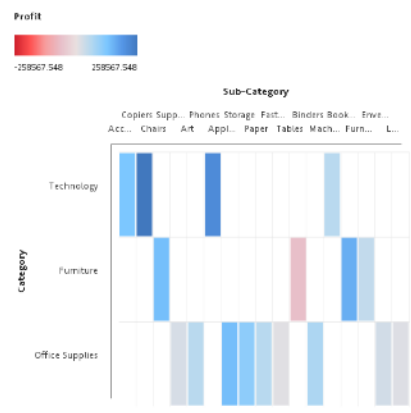 Profit
-258567.548 258567.548
Sub-Category
Copiers Supp... Phones Storage Fast... Binders Book... Enve...
Acc... Chairs Art Appl... Paper Tables Mach... Furn... L...
Technology
Furniture
Office Supplies
Category